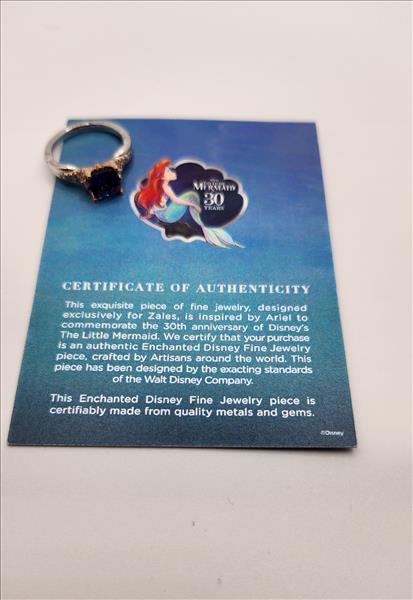 Disney
THE LITTLE
MERMAID
30
YEARS
CERTIFICATE OF AUTHENTICITY
This exquisite piece of fine jewelry, designed
exclusively for Zales, is inspired by Ariel to
commemorate the 30th anniversary of Disney's
The Little Mermaid. We certify that your purchase
is an authentic Enchanted Disney Fine Jewelry
piece, crafted by Artisans around the world. This
piece has been designed by the exacting standards
of the Walt Disney Company.
This Enchanted Disney Fine Jewelry piece is
certifiably made from quality metals and gems.
©Disney